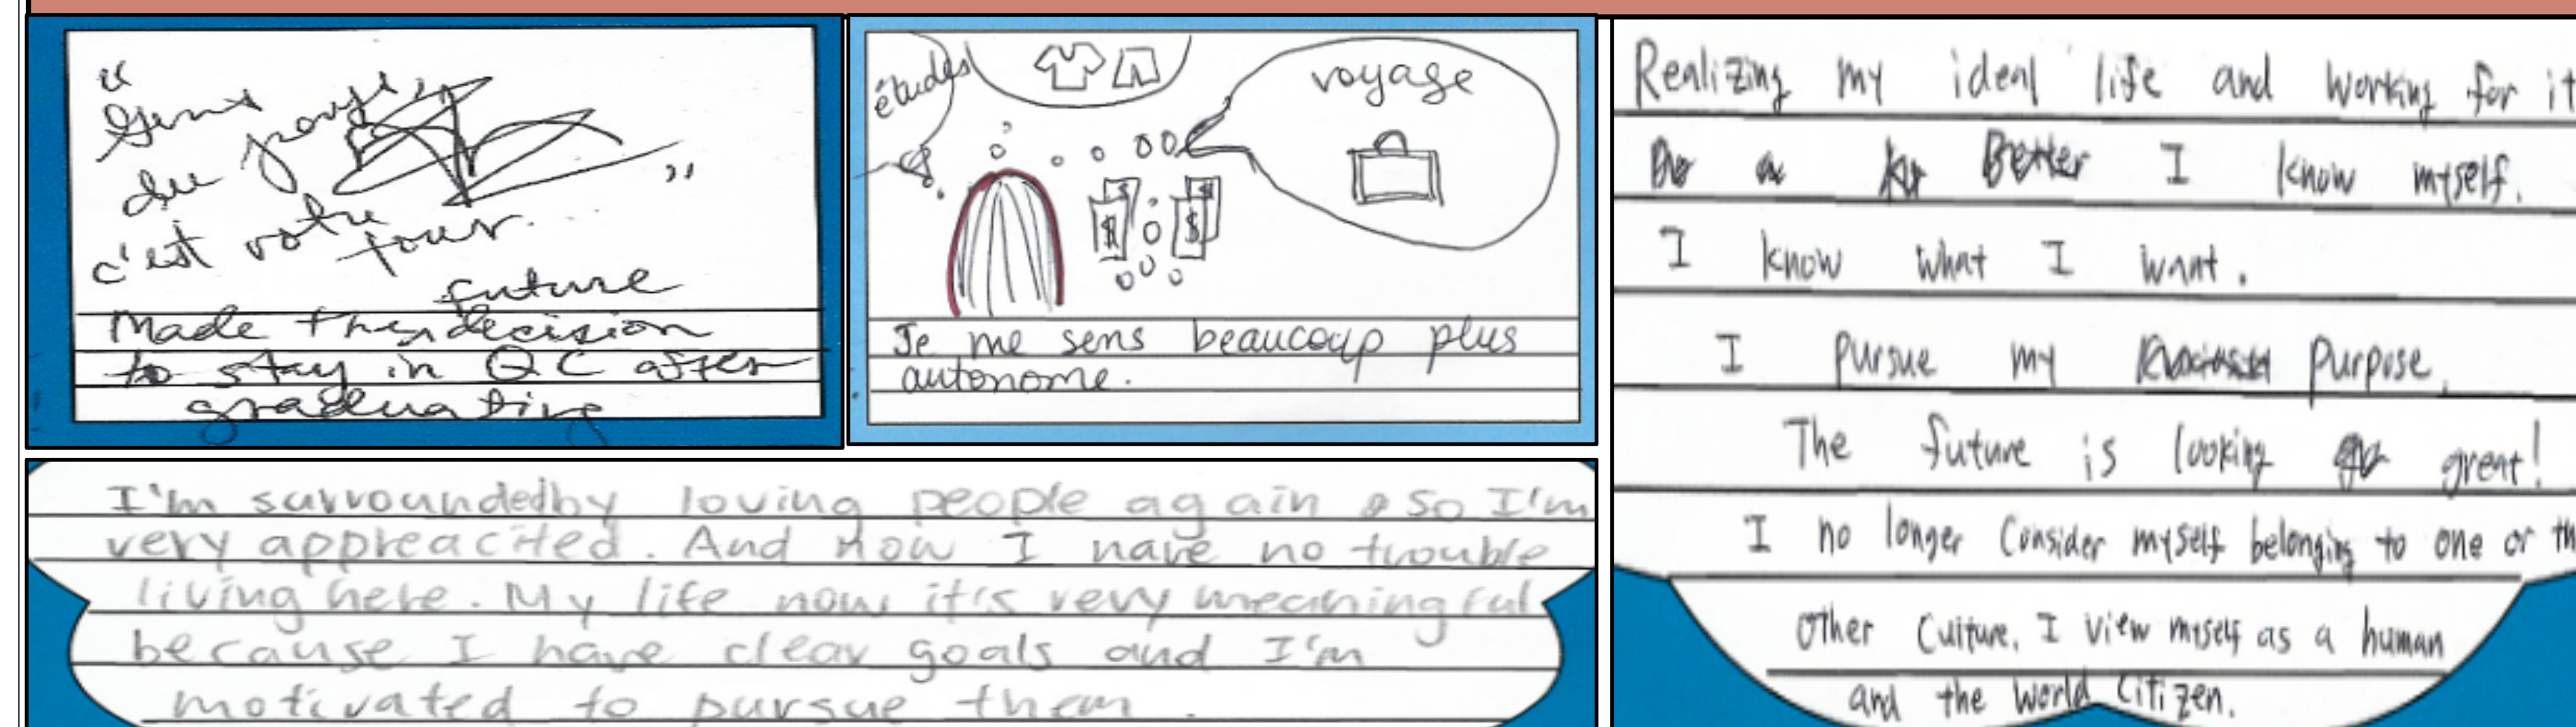 "
Gens
du pays,
"
c'est votre
tour.
future
Made the decision
to stay in QC after
graduating
études
voyage
$ $
$ $
Je me sens beaucoup plus
autonome.
I'm surroundedby loving people again so I'm
very appreacited. And now I have no trouble
living here. My life now it's very meaningful
because I have clear goals and I'm
motivated to pursue them.
Realizing my ideal life and working for it
Better I know myself.
I know what I want.
I pursue my purpose.
The future is looking great!
I no longer consider myself belonging to one or th
other culture. I view myself as a human
and the world citizen.